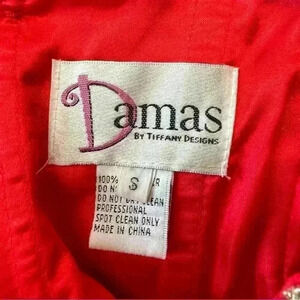 Damas
BY TIFFANY DESIGNS
100%
S
DO NOT DRY CLEAN
PROFESSIONAL
SPOT CLEAN ONLY
MADE IN CHINA